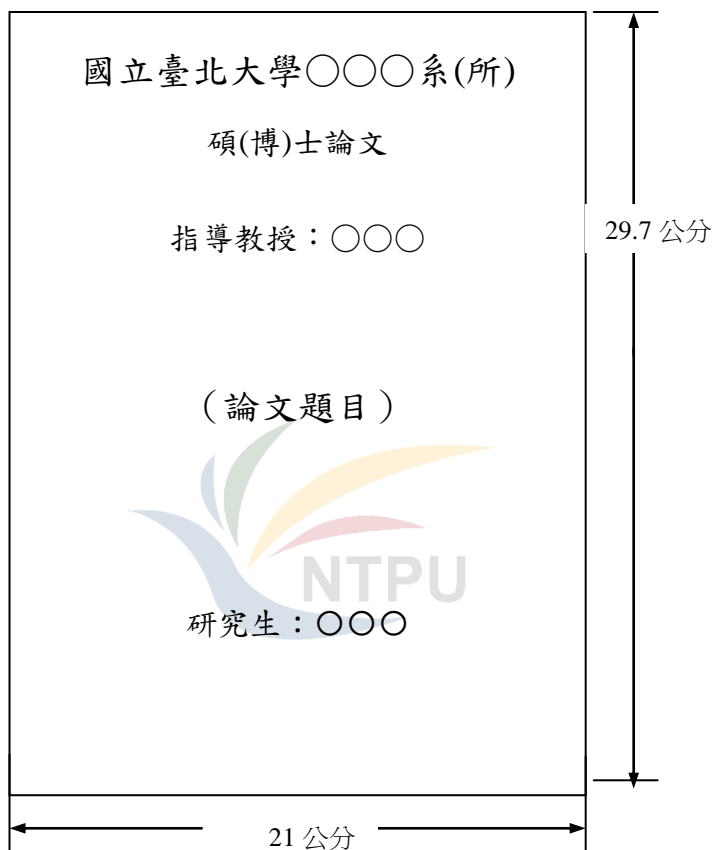 國立臺北大學○○○系(所)
碩(博)士論文
指導教授：○○○
29.7 公分
（論文題目）
NTPU
研究生：○○○
21 公分